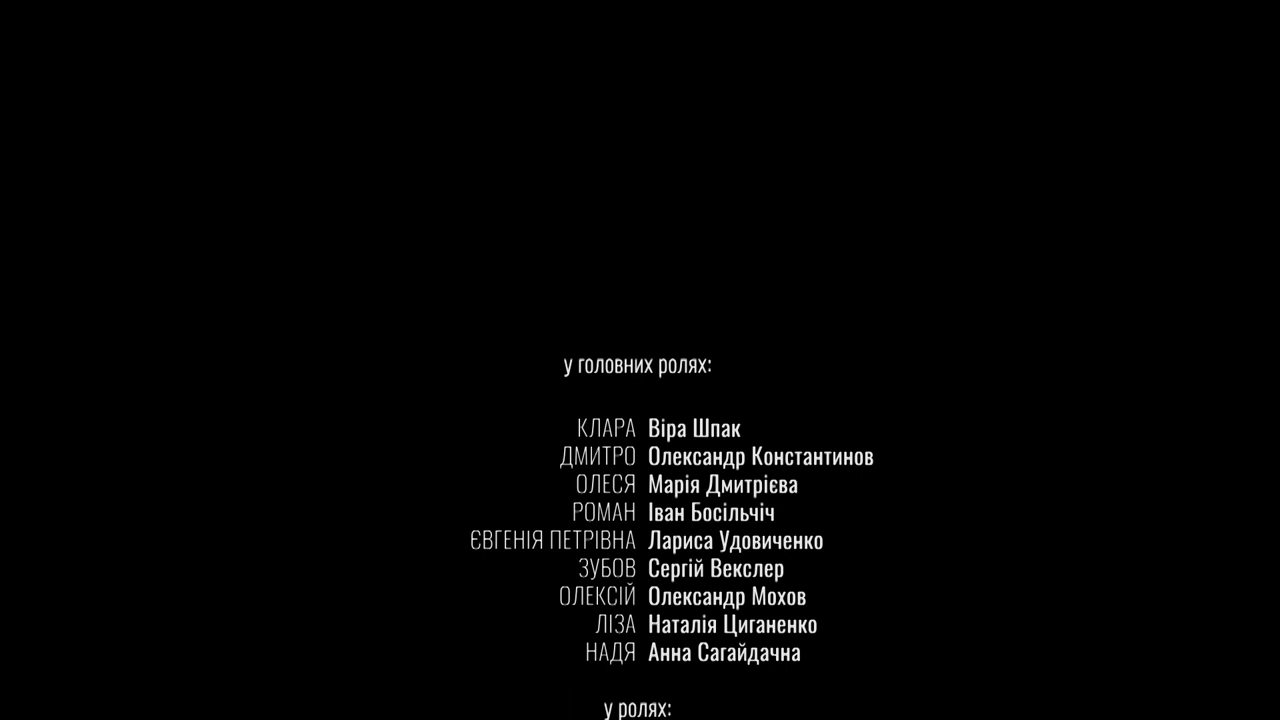 у головних ролях:
КЛАРА Віра Шпак
ДМИТРО Олександр Константинов
ОЛЕСЯ Марія Дмитрієва
РОМАН Іван Босільчіч
ЄВГЕНІЯ ПЕТРІВНА Лариса Удовиченко
ЗУБОВ Сергій Векслер
ОЛЕКСІЙ Олександр Мохов
ЛІЗА Наталія Циганенко
НАДЯ Анна Сагайдачна
у ролях: